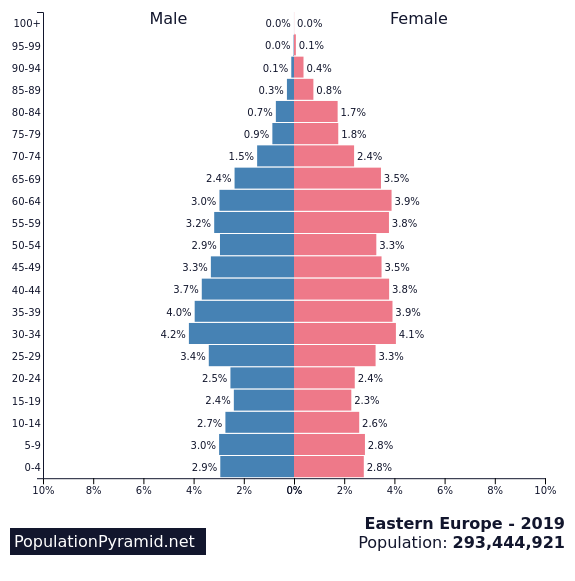 Male Female
100+ 0.0% 0.0%
95-99 0.0% 0.1%
90-94 0.1% 0.4%
85-89 0.3% 0.8%
80-84 0.7% 1.7%
75-79 0.9% 1.8%
70-74 1.5% 2.4%
65-69 2.4% 3.5%
60-64 3.0% 3.9%
55-59 3.2% 3.8%
50-54 2.9% 3.3%
45-49 3.3% 3.5%
40-44 3.7% 3.8%
35-39 4.0% 3.9%
30-34 4.2% 4.1%
25-29 3.4% 3.3%
20-24 2.5% 2.4%
15-19 2.4% 2.3%
10-14 2.7% 2.6%
5-9 3.0% 2.8%
0-4 2.9% 2.8%
10% 8% 6% 4% 2% 0% 2% 4% 6% 8% 10%
Eastern Europe - 2019
PopulationPyramid.net Population: 293,444,921